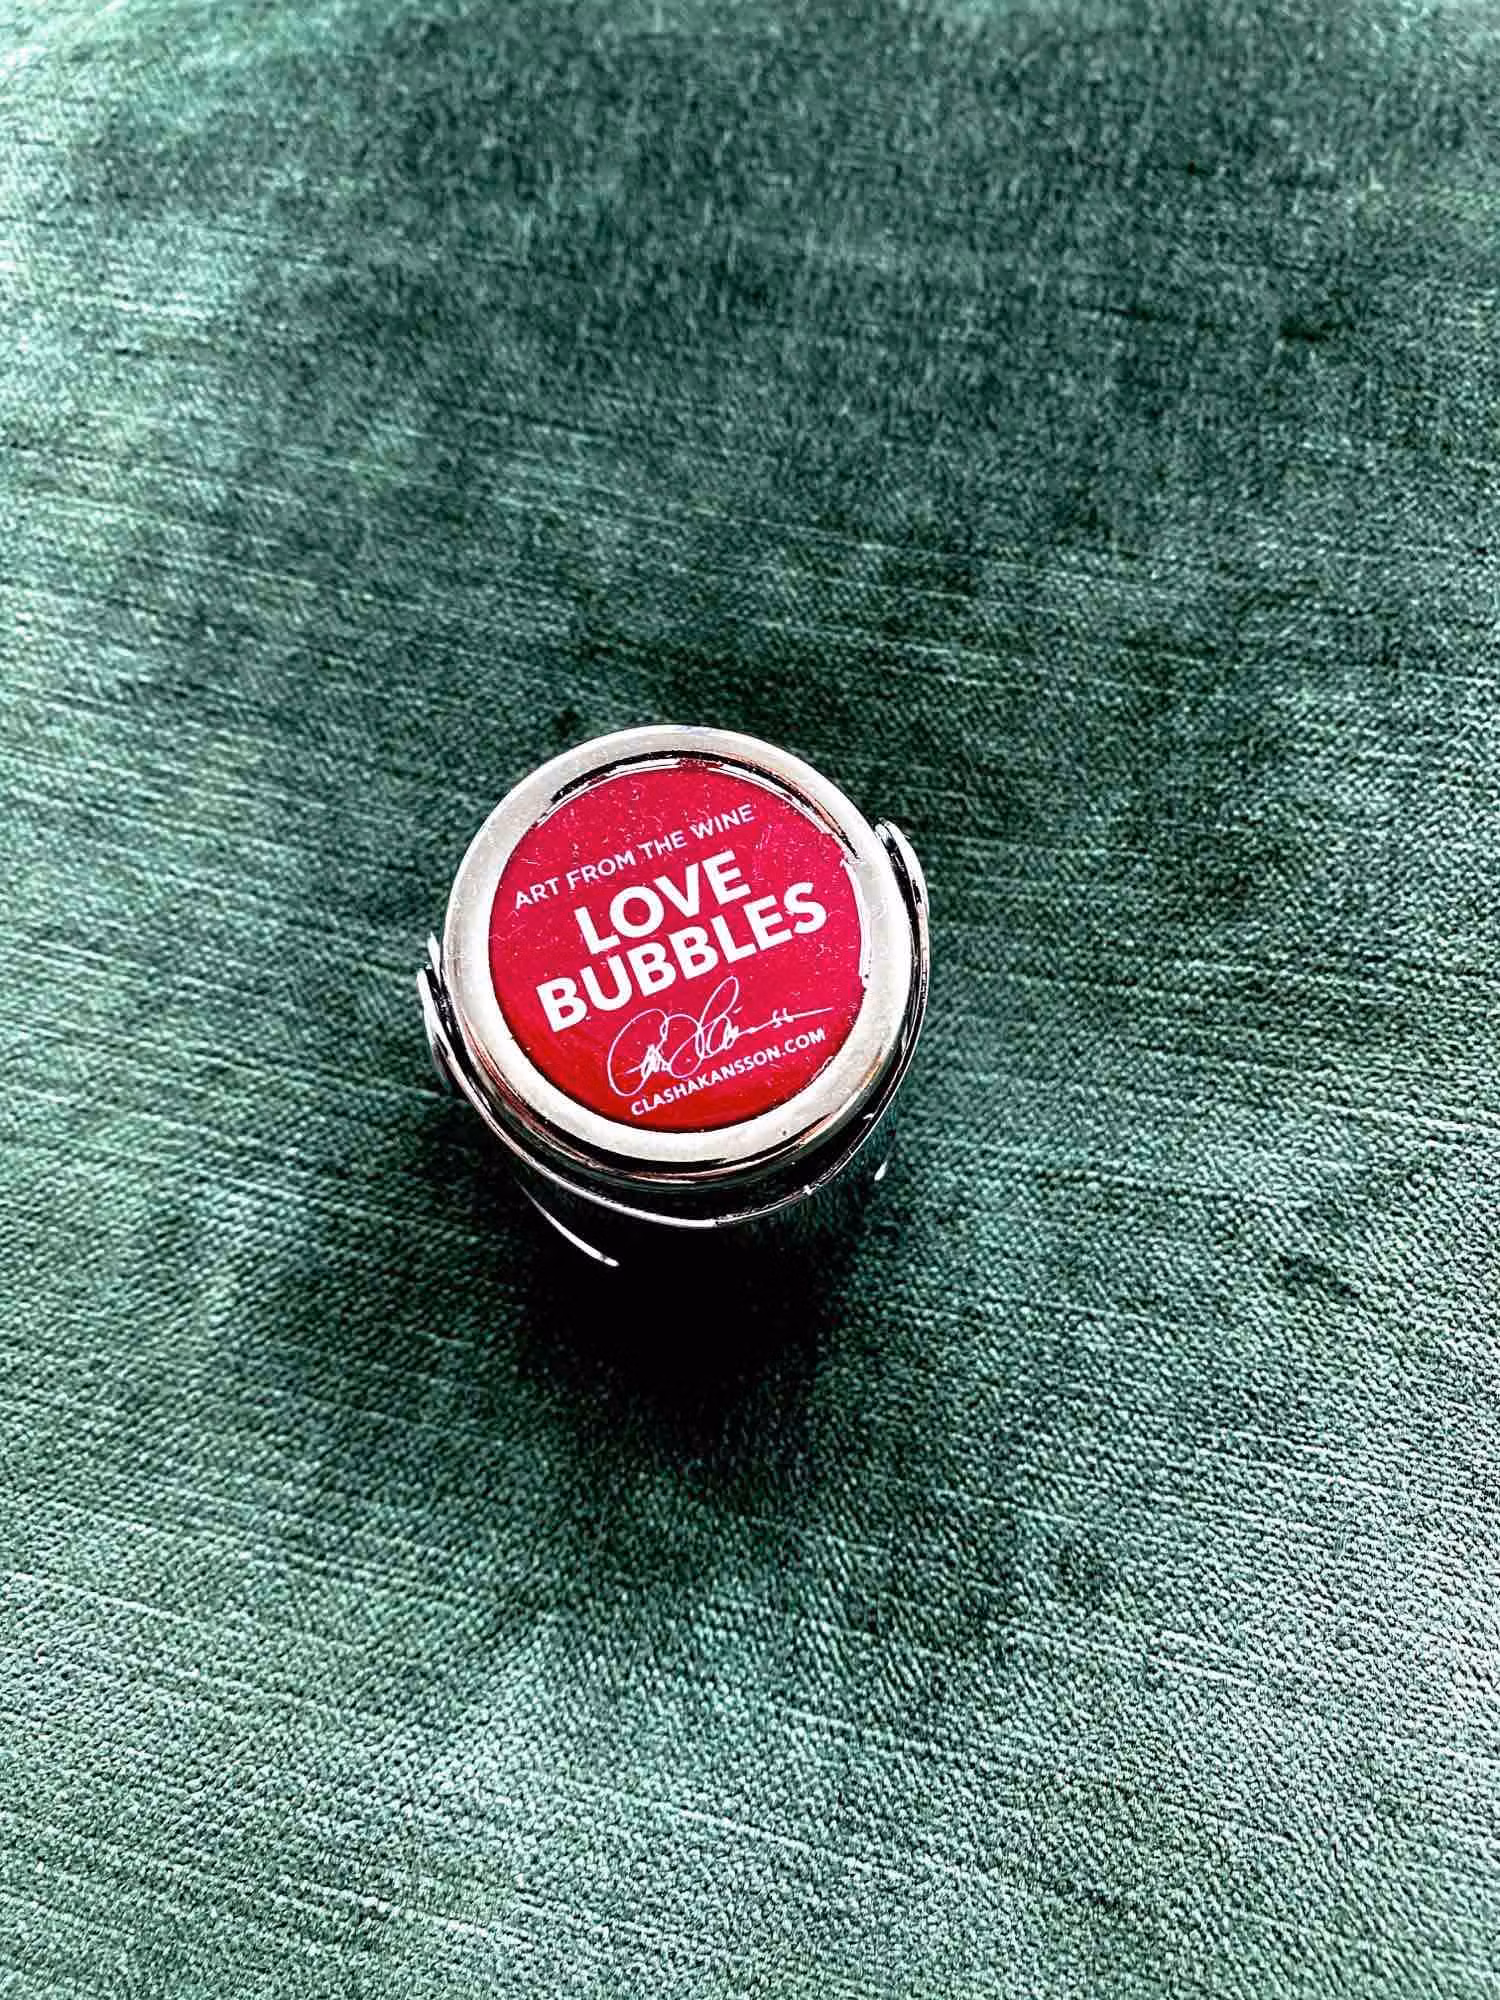 ART FROM THE WINE
LOVE
BUBBLES
CLASHAKANSSON.COM